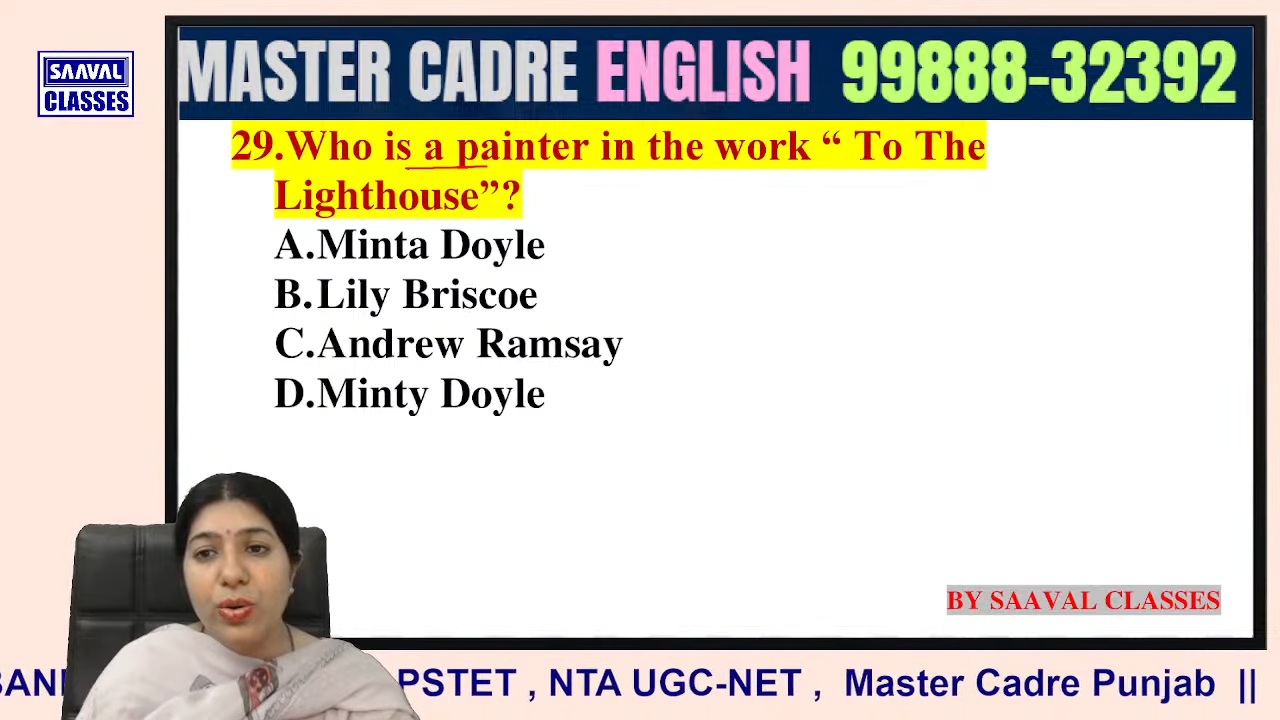 SAAVAL
CLASSES
MASTER CADRE ENGLISH 99888-32392
29.Who is a painter in the work “ To The
Lighthouse”?
A.Minta Doyle
B.Lily Briscoe
C.Andrew Ramsay
D.Minty Doyle
BY SAAVAL CLASSES
PSTET , NTA UGC-NET , Master Cadre Punjab ||